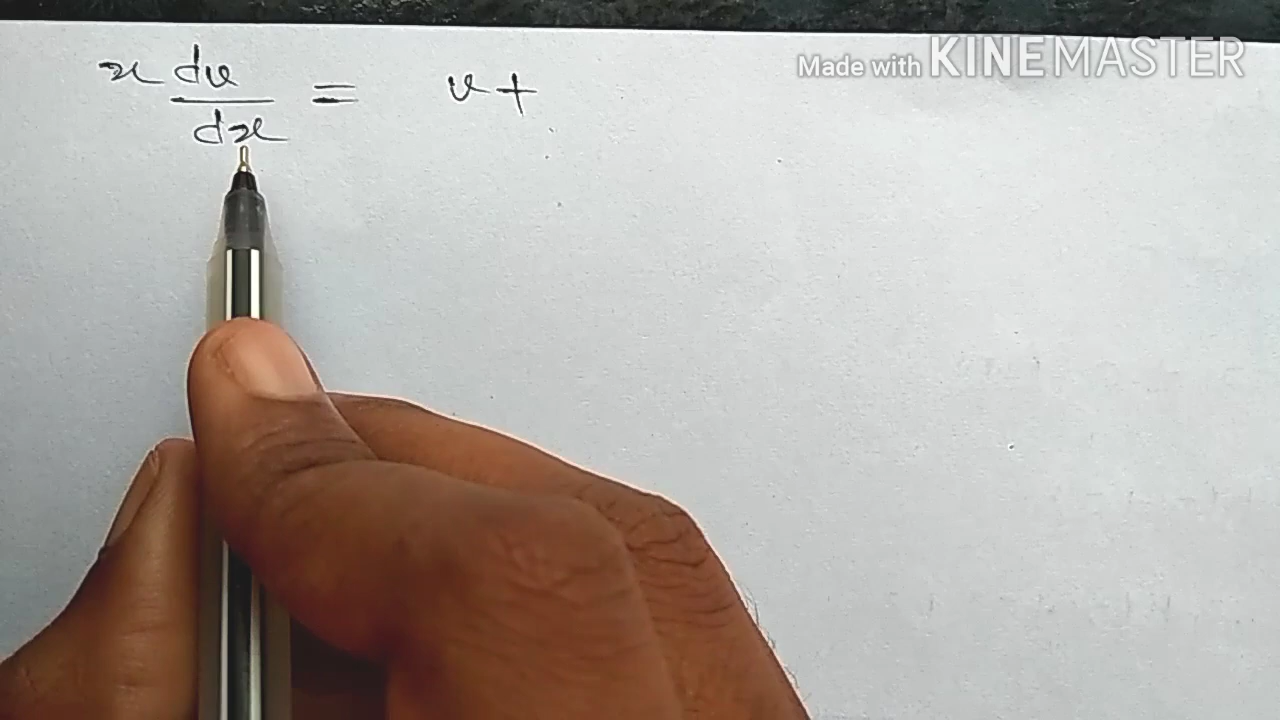 x dv/dx = v +
Made with KINEMASTER